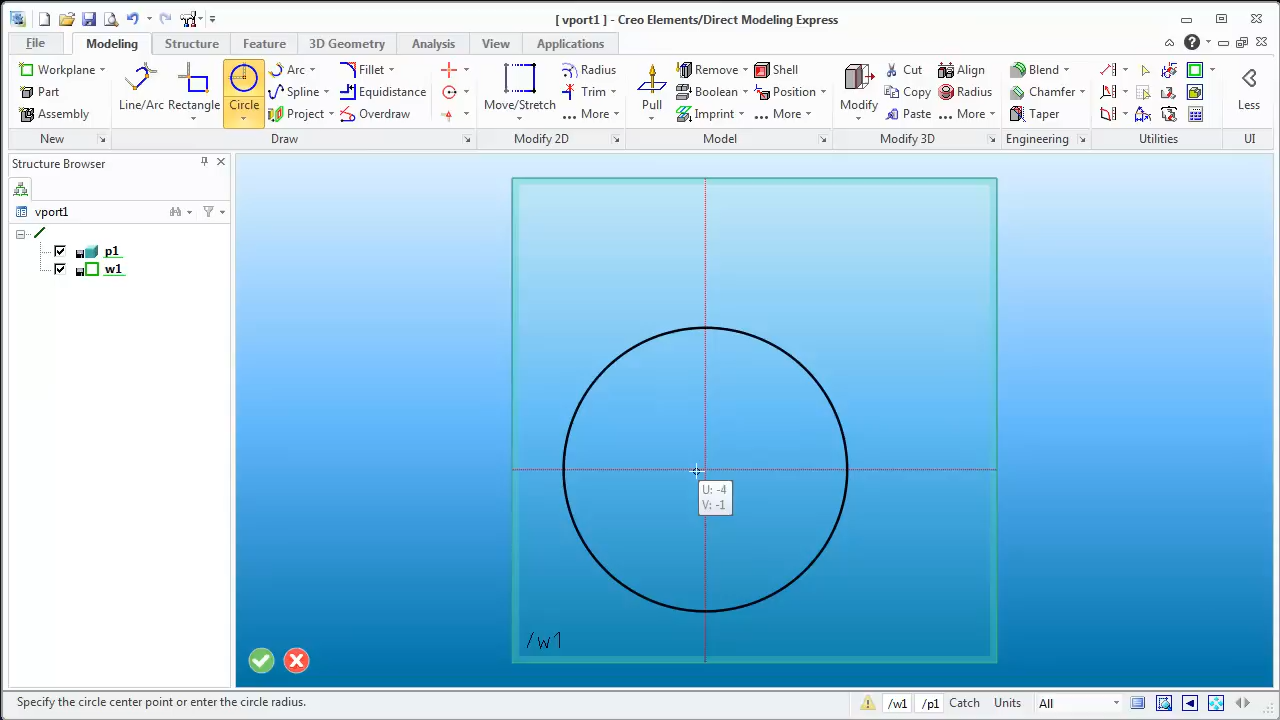 [ vport1 ] - Creo Elements/Direct Modeling Express
File Modeling Structure Feature 3D Geometry Analysis View Applications
Workplane Line/Arc Rectangle Circle Arc Fillet Move/Stretch Radius Pull Remove Shell Modify Cut Align Blend Less
Part Spline Equidistance Trim Boolean Position Copy Radius Chamfer
Assembly Project Overdraw More Imprint More Paste More Taper
New Draw Modify 2D Model Modify 3D Engineering Utilities UI
Structure Browser
vport1
p1
w1
U: -4
V: -1
/w1
Specify the circle center point or enter the circle radius. /w1 /p1 Catch Units All